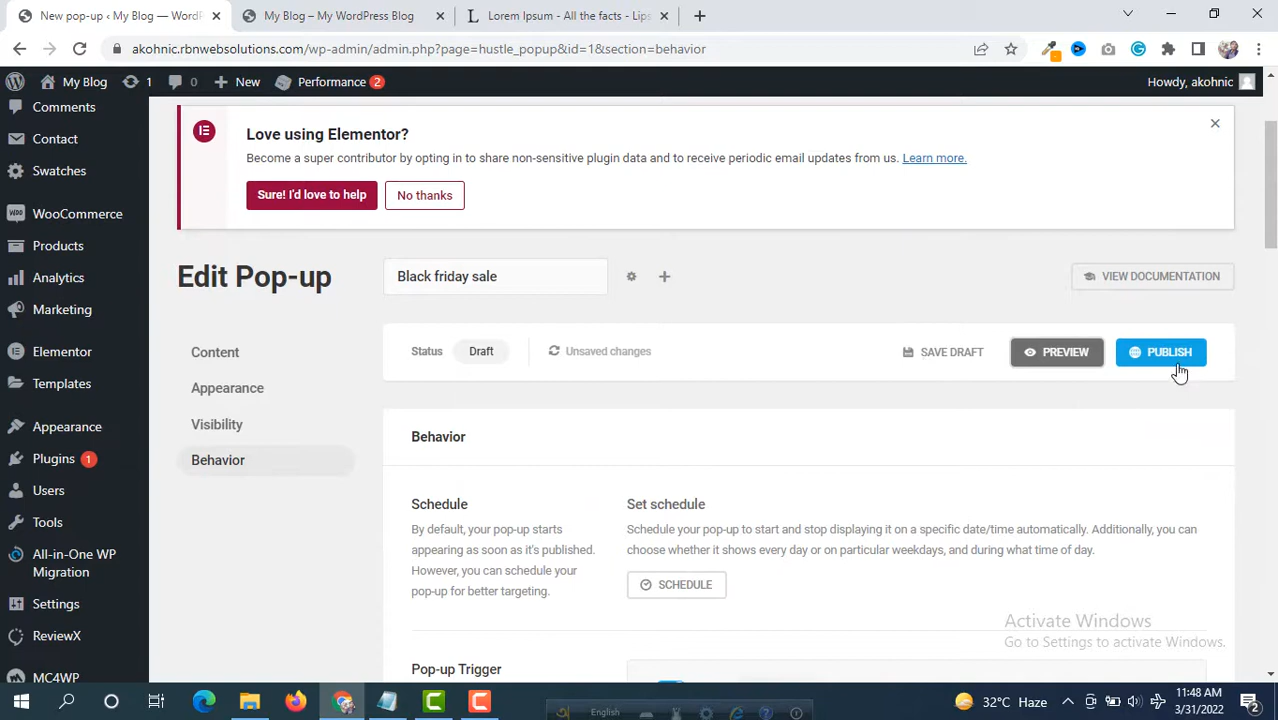 New pop-up ‹ My Blog — WordP
My Blog – My WordPress Blog
Lorem Ipsum - All the facts - Lips
akohnic.rbnwebsolutions.com/wp-admin/admin.php?page=hustle_popup&id=1&section=behavior
My Blog
1
0
New
Performance
2
Howdy, akohnic
Comments
Contact
Swatches
WooCommerce
Products
Analytics
Marketing
Elementor
Templates
Appearance
Plugins
1
Users
Tools
All-in-One WP
Migration
Settings
ReviewX
MC4WP
Love using Elementor?
Become a super contributor by opting in to share non-sensitive plugin data and to receive periodic email updates from us. Learn more.
Sure! I'd love to help
No thanks
Edit Pop-up
Black friday sale
VIEW DOCUMENTATION
Content
Appearance
Visibility
Behavior
Status
Draft
Unsaved changes
SAVE DRAFT
PREVIEW
PUBLISH
Behavior
Schedule
By default, your pop-up starts
appearing as soon as it's published.
However, you can schedule your
pop-up for better targeting.
Set schedule
Schedule your pop-up to start and stop displaying it on a specific date/time automatically. Additionally, you can
choose whether it shows every day or on particular weekdays, and during what time of day.
SCHEDULE
Pop-up Trigger
Activate Windows
Go to Settings to activate Windows.
English
32°C Haze
11:48 AM
3/31/2022
2